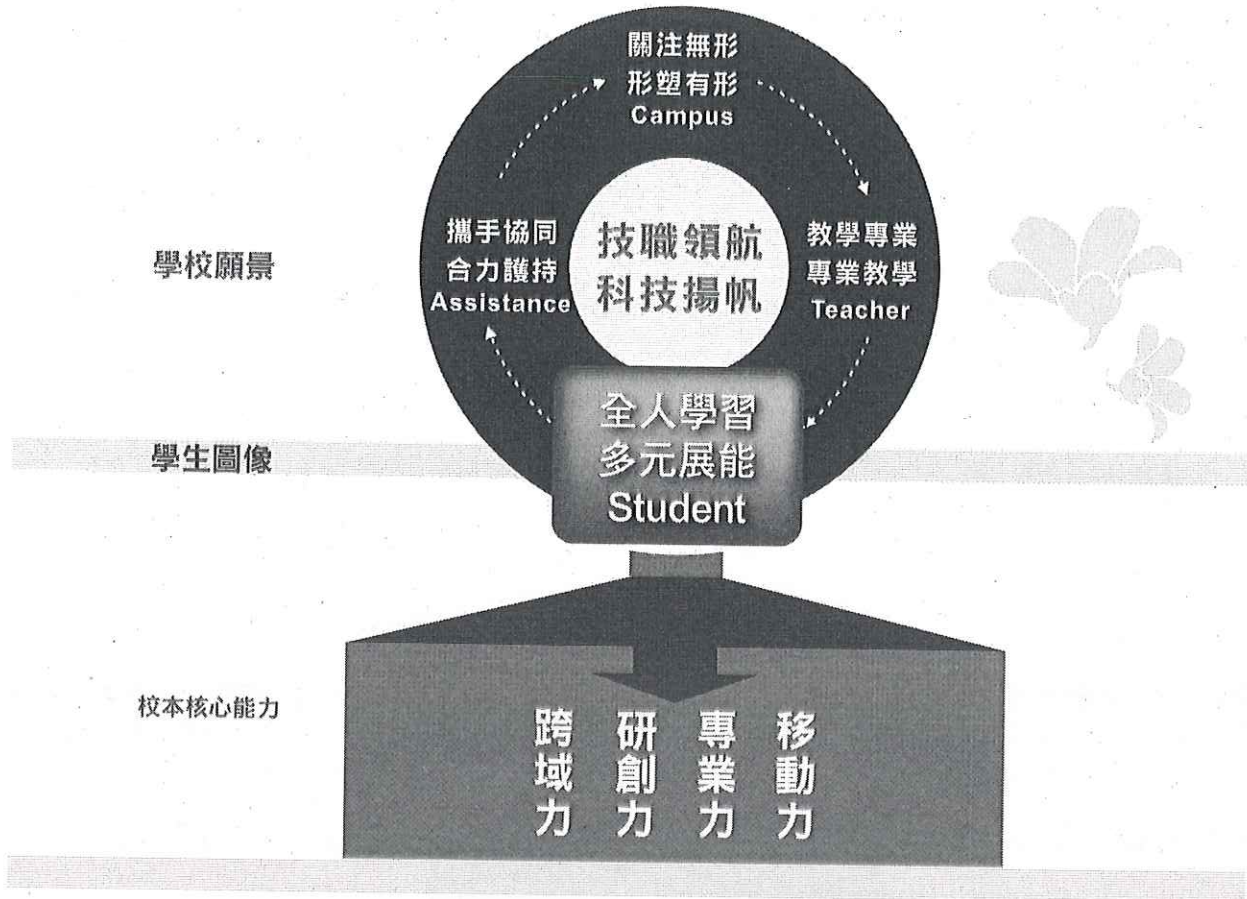 關注無形
形塑有形
Campus
攜手協同
合力護持
Assistance
技職領航
科技揚帆
教學專業
專業教學
Teacher
學校願景
全人學習
多元展能
Student
學生圖像
校本核心能力
跨域力
研創力
專業力
移動力